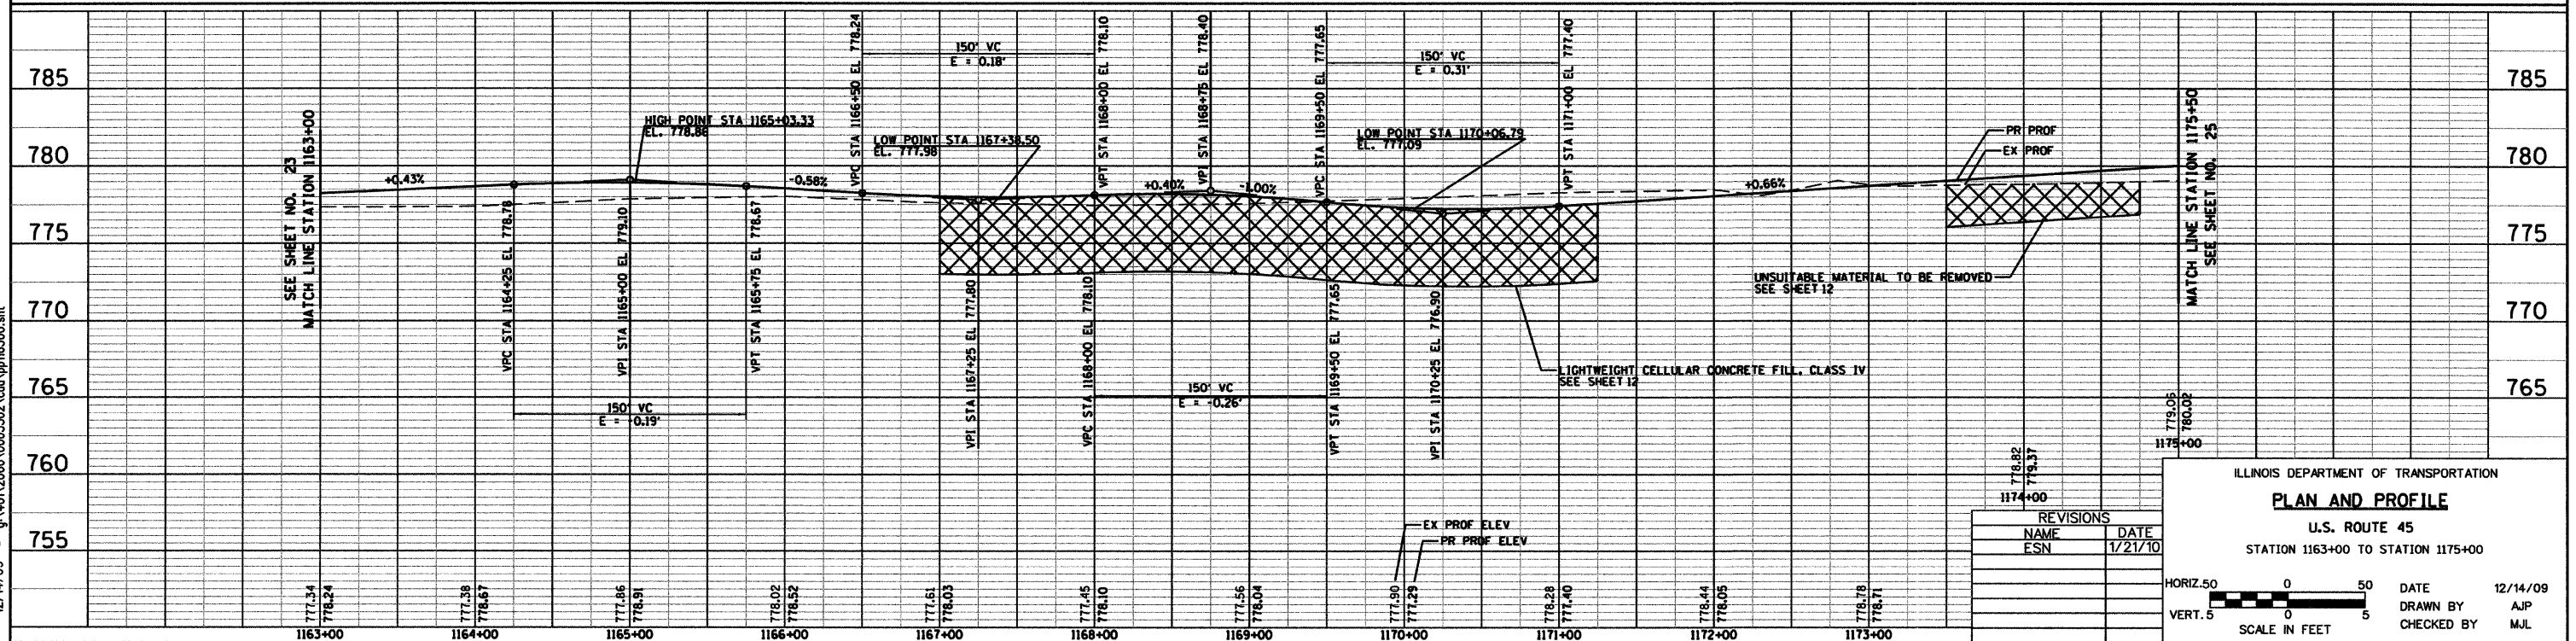 785
780
775
770
765
760
755
SEE SHEET NO. 23
MATCH LINE STATION 1163+00
+0.43%
VPC STA 1164+25 EL 778.78
VPI STA 1165+00 EL 779.10
VPT STA 1165+75 EL 778.67
150' VC
E = -0.19'
HIGH POINT STA 1165+03.33
EL. 778.88
-0.58%
VPC STA 1166+50 EL 778.24
150' VC
E = 0.18'
LOW POINT STA 1167+38.50
EL. 777.98
VPI STA 1167+25 EL 777.80
VPT STA 1168+00 EL 778.10
VPC STA 1168+00 EL 778.10
+0.40%
VPI STA 1168+75 EL 778.40
-1.00%
150' VC
E = -0.26'
VPC STA 1169+50 EL 777.65
VPT STA 1169+50 EL 777.65
150' VC
E = 0.31'
LOW POINT STA 1170+06.79
EL. 777.09
VPI STA 1170+25 EL 776.90
VPT STA 1171+00 EL 777.40
+0.66%
PR PROF
EX PROF
UNSUITABLE MATERIAL TO BE REMOVED
SEE SHEET 12
LIGHTWEIGHT CELLULAR CONCRETE FILL, CLASS IV
SEE SHEET 12
MATCH LINE STATION 1175+50
SEE SHEET NO. 25
785
780
775
770
765
EX PROF ELEV
PR PROF ELEV
777.34
778.24
1163+00
777.38
778.67
1164+00
777.86
778.91
1165+00
778.02
778.52
1166+00
777.61
778.03
1167+00
777.45
778.10
1168+00
777.56
778.04
1169+00
777.90
777.29
1170+00
778.28
777.40
1171+00
778.44
778.05
1172+00
778.78
778.71
1173+00
778.82
779.37
1174+00
779.06
780.02
1175+00
REVISIONS
NAME DATE
ESN 1/21/10
ILLINOIS DEPARTMENT OF TRANSPORTATION
PLAN AND PROFILE
U.S. ROUTE 45
STATION 1163+00 TO STATION 1175+00
HORIZ. 50 0 50
VERT. 5 0 5
SCALE IN FEET
DATE 12/14/09
DRAWN BY AJP
CHECKED BY MJL